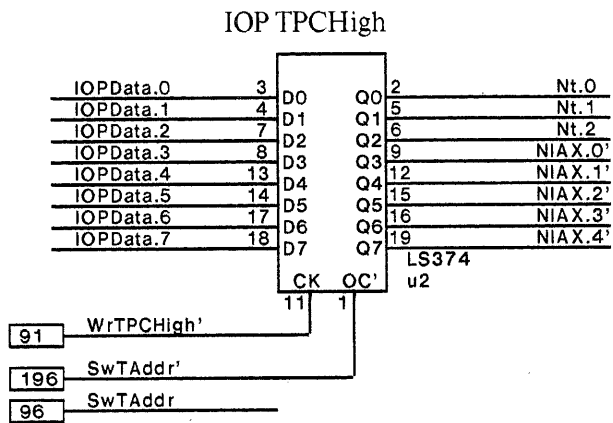 IOP TPCHigh
IOPData.0 3 D0 Q0 2 Nt.0
IOPData.1 4 D1 Q1 5 Nt.1
IOPData.2 7 D2 Q2 6 Nt.2
IOPData.3 8 D3 Q3 9 NIAX.0'
IOPData.4 13 D4 Q4 12 NIAX.1'
IOPData.5 14 D5 Q5 15 NIAX.2'
IOPData.6 17 D6 Q6 16 NIAX.3'
IOPData.7 18 D7 Q7 19 NIAX.4'
LS374
CK OC' u2
11 1
91 WrTPCHigh'
196 SwTAddr'
96 SwTAddr